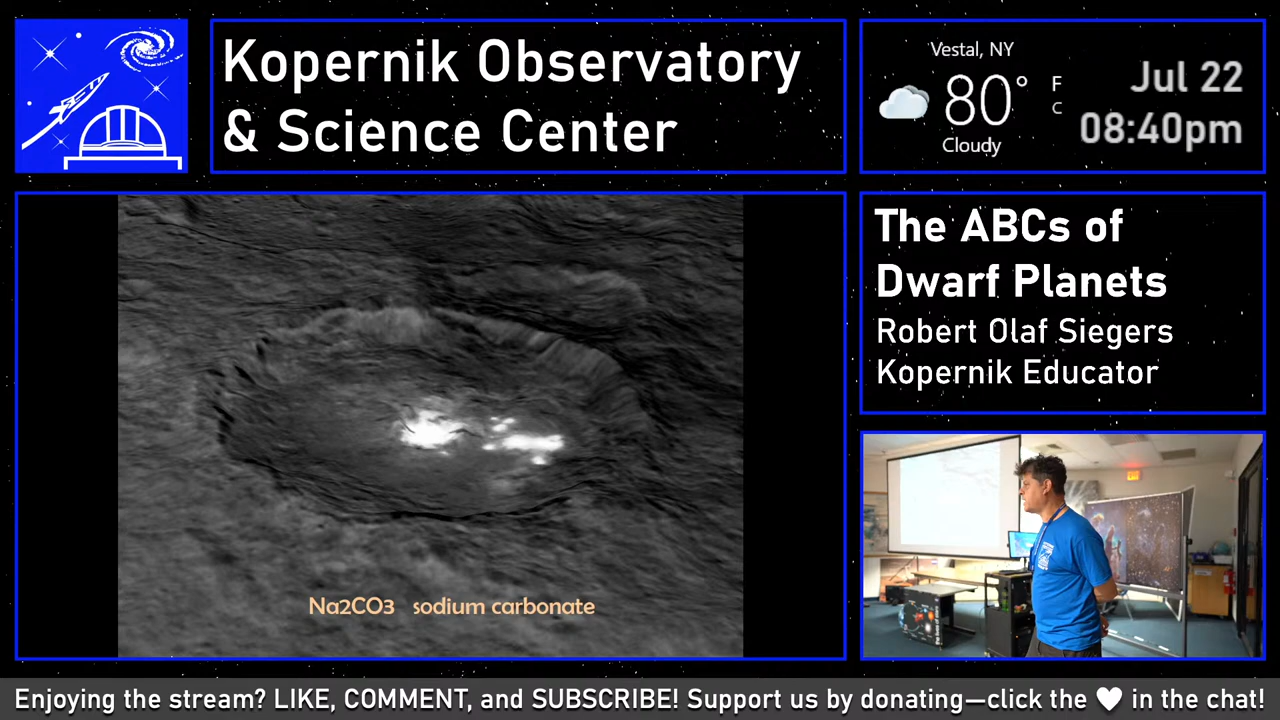 Kopernik Observatory
& Science Center
Vestal, NY
80°
F
C
Cloudy
Jul 22
08:40pm
Na2CO3 sodium carbonate
The ABCs of
Dwarf Planets
Robert Olaf Siegers
Kopernik Educator
Enjoying the stream? LIKE, COMMENT, and SUBSCRIBE! Support us by donating—click the ♥ in the chat!